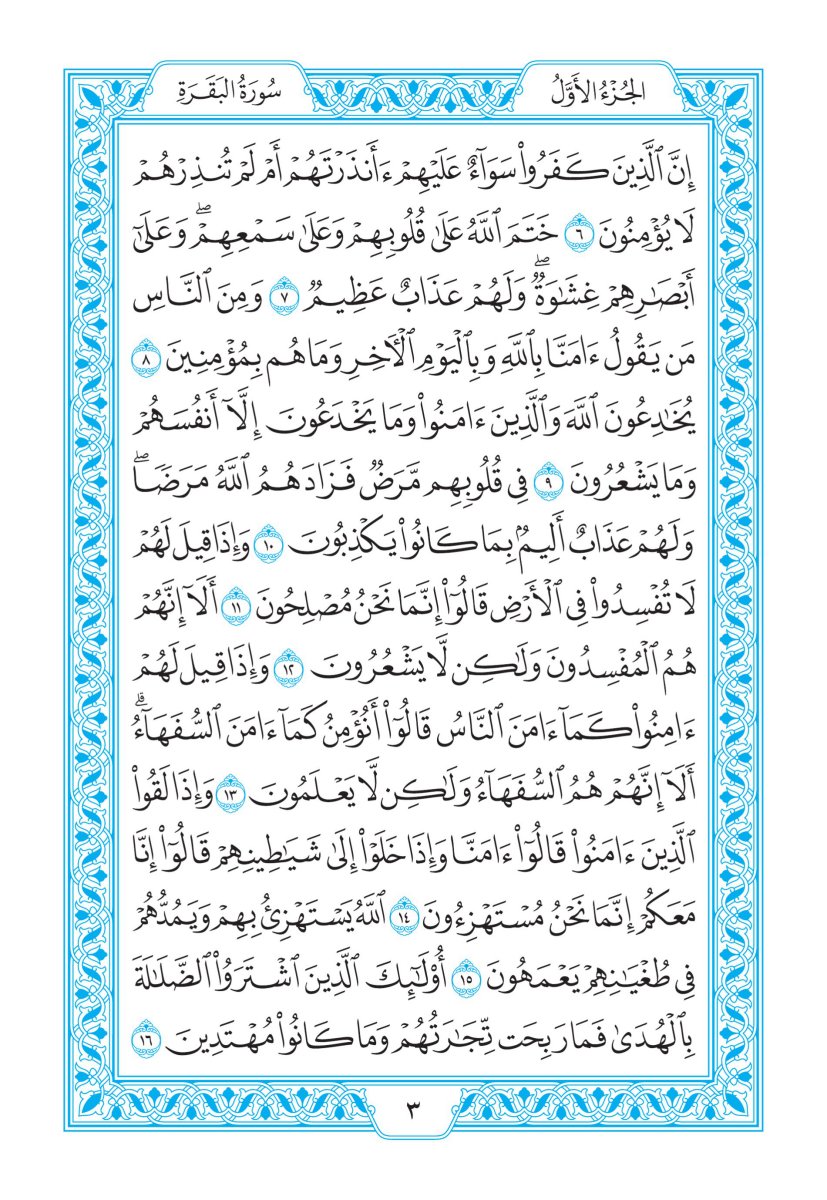 الجُزْءُ الأَوَّلُ
سُورَةُ البَقَرَةِ
إِنَّ ٱلَّذِينَ كَفَرُواْ سَوَآءٌ عَلَيۡهِمۡ ءَأَنذَرۡتَهُمۡ أَمۡ لَمۡ تُنذِرۡهُمۡ
لَا يُؤۡمِنُونَ ٦ خَتَمَ ٱللَّهُ عَلَىٰ قُلُوبِهِمۡ وَعَلَىٰ سَمۡعِهِمۡۖ وَعَلَىٰٓ
أَبۡصَٰرِهِمۡ غِشَٰوَةٞۖ وَلَهُمۡ عَذَابٌ عَظِيمٞ ٧ وَمِنَ ٱلنَّاسِ
مَن يَقُولُ ءَامَنَّا بِٱللَّهِ وَبِٱلۡيَوۡمِ ٱلۡأٓخِرِ وَمَا هُم بِمُؤۡمِنِينَ ٨
يُخَٰدِعُونَ ٱللَّهَ وَٱلَّذِينَ ءَامَنُواْ وَمَا يَخۡدَعُونَ إِلَّآ أَنفُسَهُمۡ
وَمَا يَشۡعُرُونَ ٩ فِي قُلُوبِهِم مَّرَضٞ فَزَادَهُمُ ٱللَّهُ مَرَضٗاۖ
وَلَهُمۡ عَذَابٌ أَلِيمُۢ بِمَا كَانُواْ يَكۡذِبُونَ ١٠ وَإِذَا قِيلَ لَهُمۡ
لَا تُفۡسِدُواْ فِي ٱلۡأَرۡضِ قَالُوٓاْ إِنَّمَا نَحۡنُ مُصۡلِحُونَ ١١ أَلَآ إِنَّهُمۡ
هُمُ ٱلۡمُفۡسِدُونَ وَلَٰكِن لَّا يَشۡعُرُونَ ١٢ وَإِذَا قِيلَ لَهُمۡ
ءَامِنُواْ كَمَآ ءَامَنَ ٱلنَّاسُ قَالُوٓاْ أَنُؤۡمِنُ كَمَآ ءَامَنَ ٱلسُّفَهَآءُۗ
أَلَآ إِنَّهُمۡ هُمُ ٱلسُّفَهَآءُ وَلَٰكِن لَّا يَعۡلَمُونَ ١٣ وَإِذَا لَقُواْ
ٱلَّذِينَ ءَامَنُواْ قَالُوٓاْ ءَامَنَّا وَإِذَا خَلَوۡاْ إِلَىٰ شَيَٰطِينِهِمۡ قَالُوٓاْ إِنَّا
مَعَكُمۡ إِنَّمَا نَحۡنُ مُسۡتَهۡزِءُونَ ١٤ ٱللَّهُ يَسۡتَهۡزِئُ بِهِمۡ وَيَمُدُّهُمۡ
فِي طُغۡيَٰنِهِمۡ يَعۡمَهُونَ ١٥ أُوْلَٰٓئِكَ ٱلَّذِينَ ٱشۡتَرَوُاْ ٱلضَّلَٰلَةَ
بِٱلۡهُدَىٰ فَمَا رَبِحَت تِّجَٰرَتُهُمۡ وَمَا كَانُواْ مُهۡتَدِينَ ١٦
٣